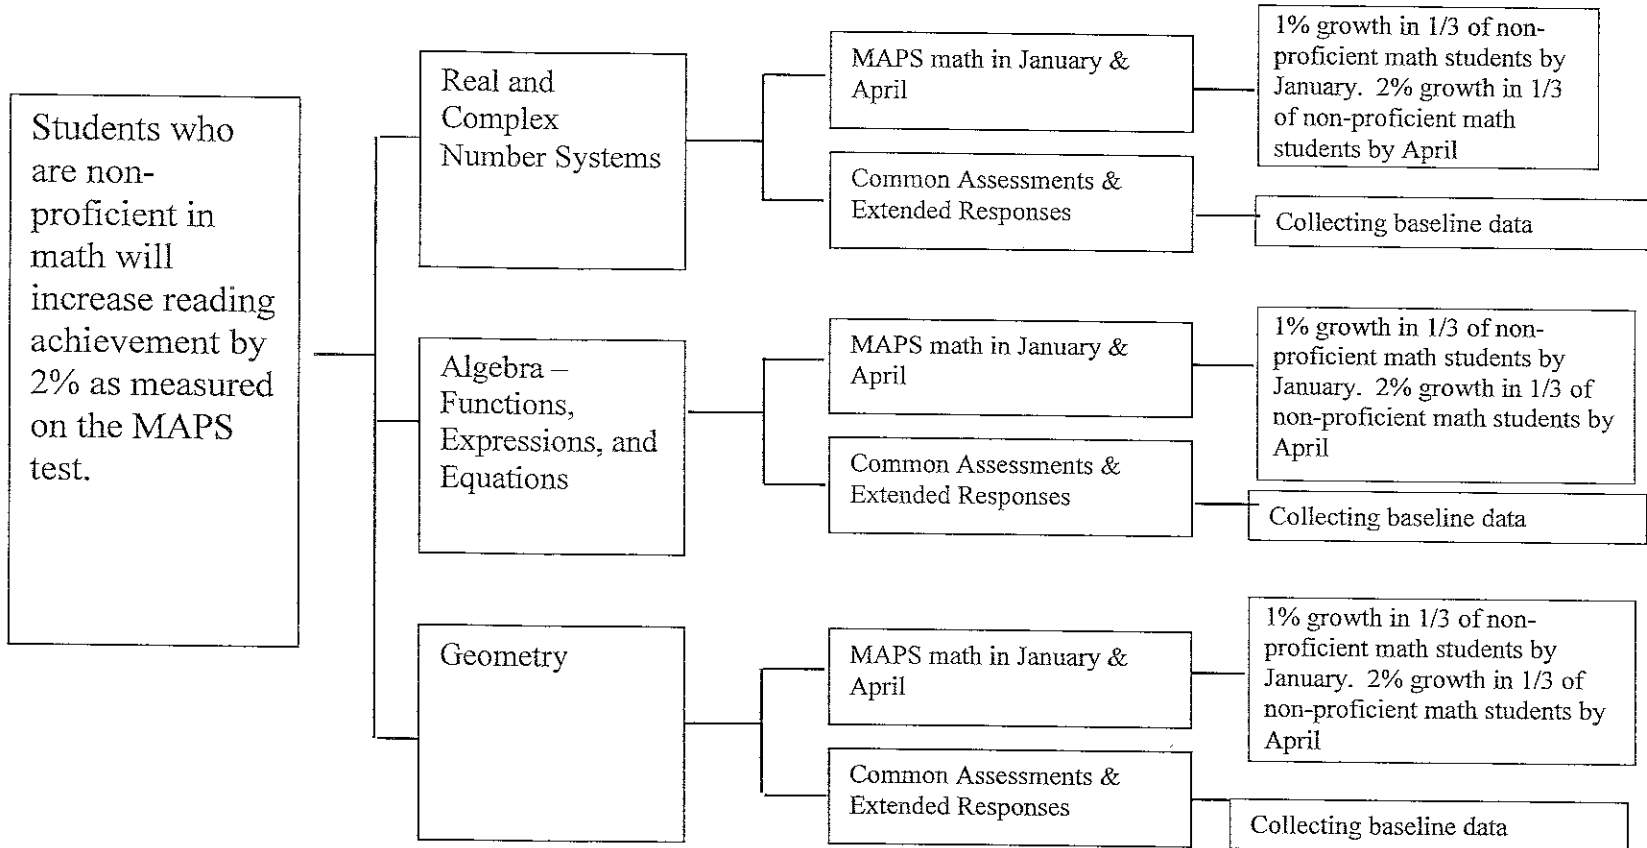 Students who
are non-
proficient in
math will
increase reading
achievement by
2% as measured
on the MAPS
test.
Real and
Complex
Number Systems
MAPS math in January &
April
1% growth in 1/3 of non-
proficient math students by
January. 2% growth in 1/3
of non-proficient math
students by April
Common Assessments &
Extended Responses
Collecting baseline data
Algebra –
Functions,
Expressions, and
Equations
MAPS math in January &
April
1% growth in 1/3 of non-
proficient math students by
January. 2% growth in 1/3 of
non-proficient math students by
April
Common Assessments &
Extended Responses
Collecting baseline data
Geometry
MAPS math in January &
April
1% growth in 1/3 of non-
proficient math students by
January. 2% growth in 1/3 of
non-proficient math students by
April
Common Assessments &
Extended Responses
Collecting baseline data